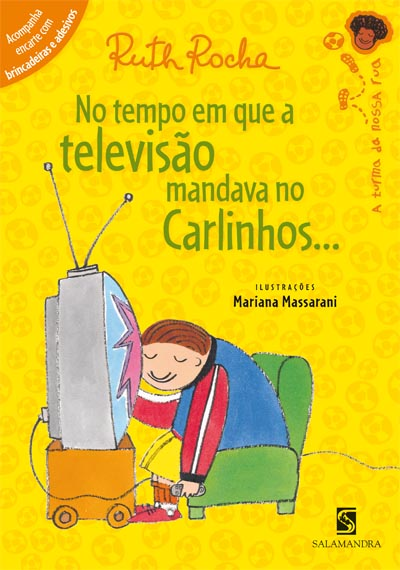 Acompanha
encarte com
brincadeiras e adesivos
Ruth Rocha
A turma da nossa rua
No tempo em que a
televisão
mandava no
Carlinhos...
ILUSTRAÇÕES
Mariana Massarani
S
SALAMANDRA